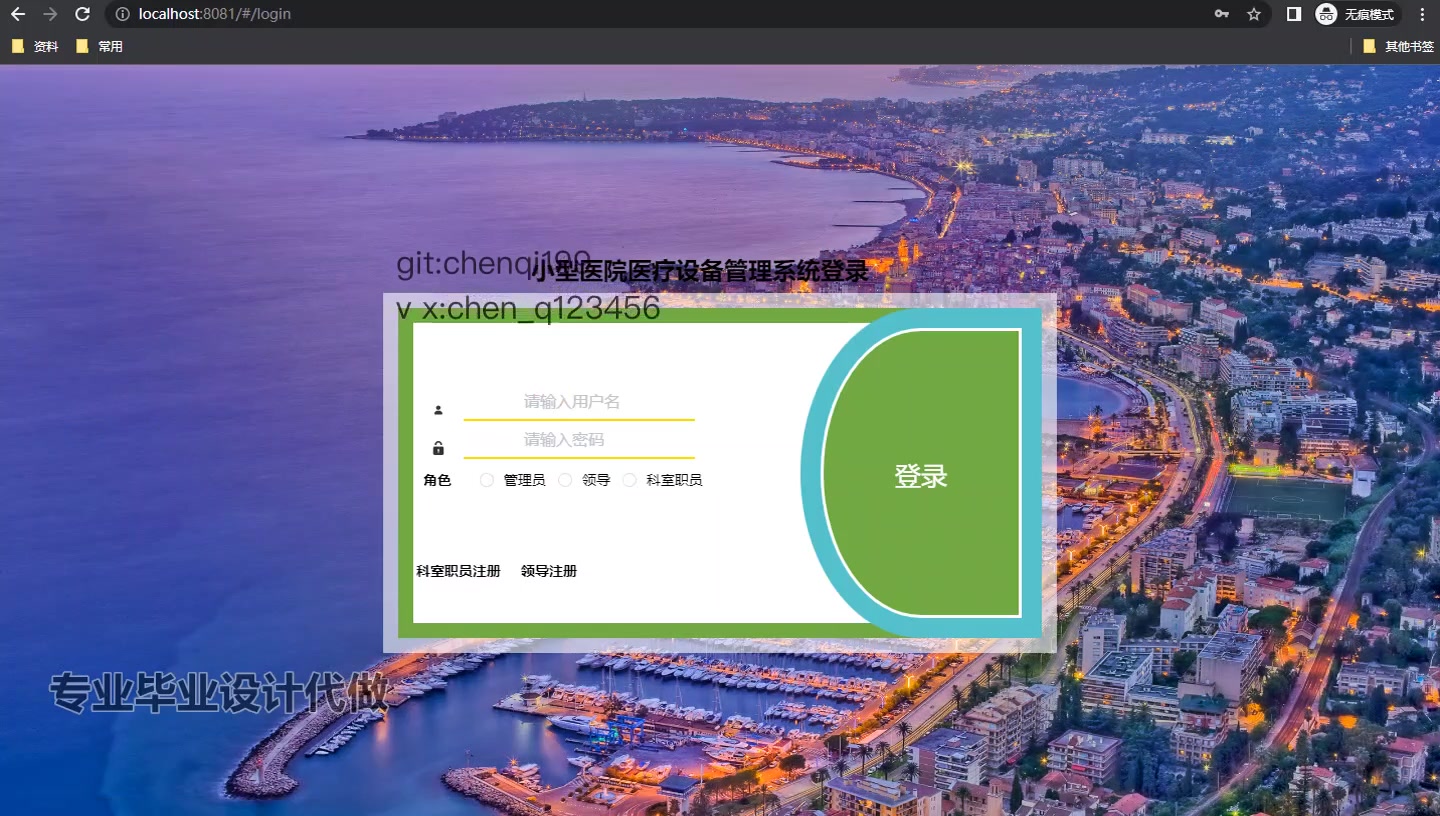 localhost:8081/#/login
无痕模式
资料
常用
其他书签
git:chenqi190
小型医院医疗设备管理系统登录
v x:chen_q123456
请输入用户名
请输入密码
角色 管理员 领导 科室职员
登录
科室职员注册 领导注册
专业毕业设计代做